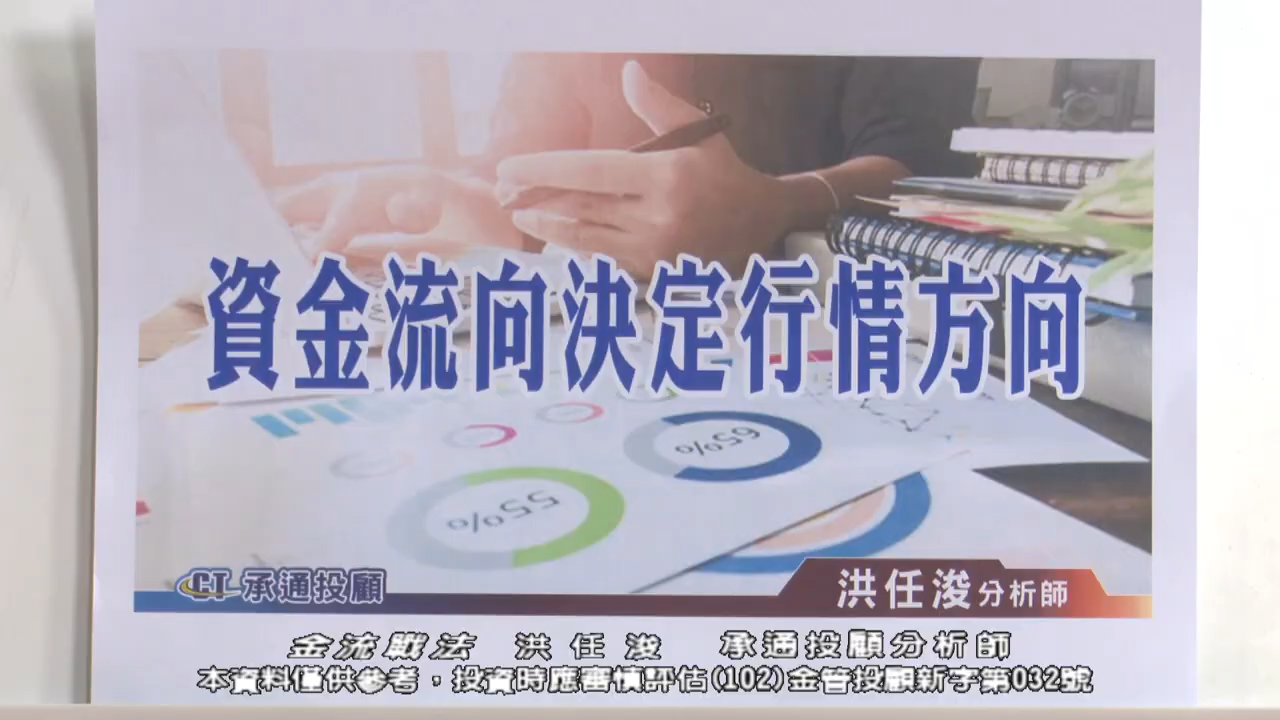 資金流向決定行情方向
65%
55%
CT 承通投顧
洪任浚分析師
金流戰法 洪任浚 承通投顧分析師
本資料僅供參考，投資時應審慎評估(102)金管投顧新字第032號